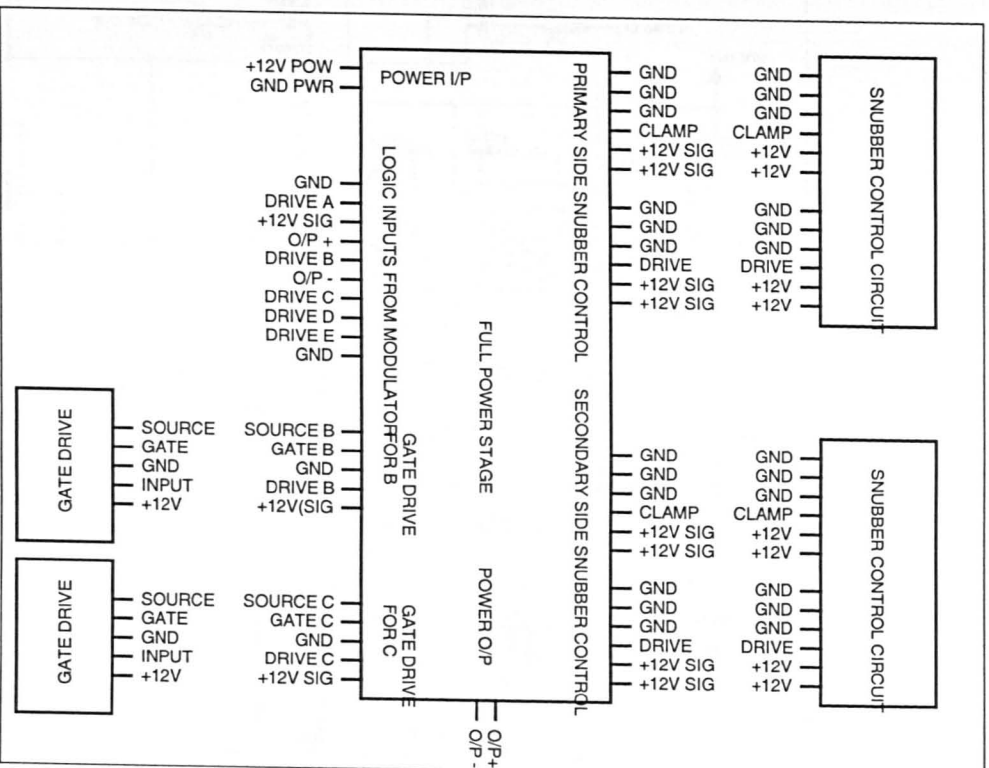 +12V POW
GND PWR
POWER I/P
LOGIC INPUTS FROM MODULATOR
GND
DRIVE A
+12V SIG
O/P +
DRIVE B
O/P -
DRIVE C
DRIVE D
DRIVE E
GND
GATE DRIVE
SOURCE
GATE
GND
INPUT
+12V
SOURCE B
GATE B
GND
DRIVE B
+12V(SIG
GATE DRIVE
FOR B
GATE DRIVE
SOURCE
GATE
GND
INPUT
+12V
SOURCE C
GATE C
GND
DRIVE C
+12V SIG
GATE DRIVE
FOR C
FULL POWER STAGE
POWER O/P
O/P+
O/P -
PRIMARY SIDE SNUBBER CONTROL
GND
GND
GND
CLAMP
+12V SIG
+12V SIG
GND
GND
GND
DRIVE
+12V SIG
+12V SIG
GND
GND
GND
CLAMP
+12V
+12V
GND
GND
GND
DRIVE
+12V
+12V
SNUBBER CONTROL CIRCUIT
SECONDARY SIDE SNUBBER CONTROL
GND
GND
GND
CLAMP
+12V SIG
+12V SIG
GND
GND
GND
DRIVE
+12V SIG
+12V SIG
GND
GND
GND
CLAMP
+12V
+12V
GND
GND
GND
DRIVE
+12V
+12V
SNUBBER CONTROL CIRCUIT